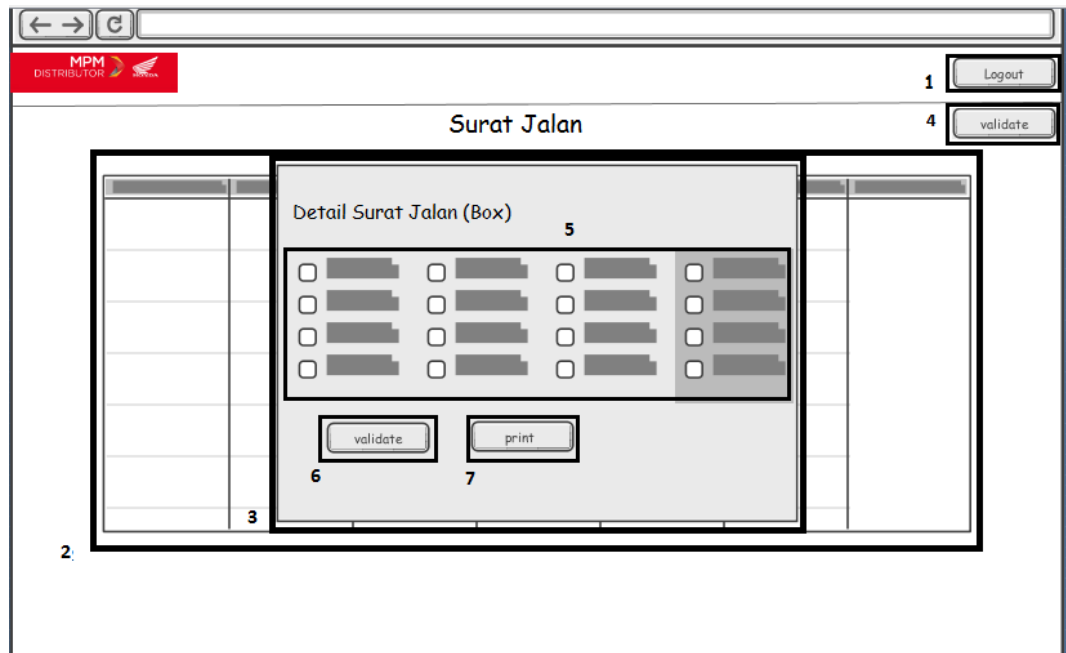 MPM
DISTRIBUTOR
HONDA
1
Logout
Surat Jalan
4
validate
Detail Surat Jalan (Box)
5
validate
print
6
7
3
2